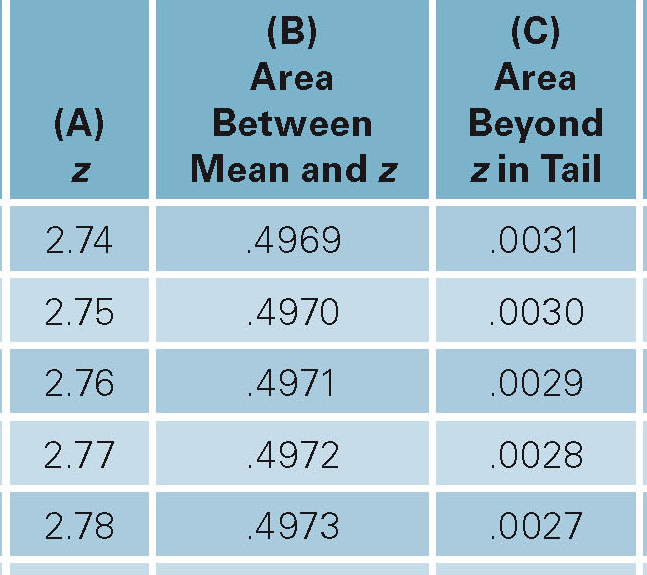 (A)
z
(B)
Area
Between
Mean and z
(C)
Area
Beyond
z in Tail
2.74 .4969 .0031
2.75 .4970 .0030
2.76 .4971 .0029
2.77 .4972 .0028
2.78 .4973 .0027